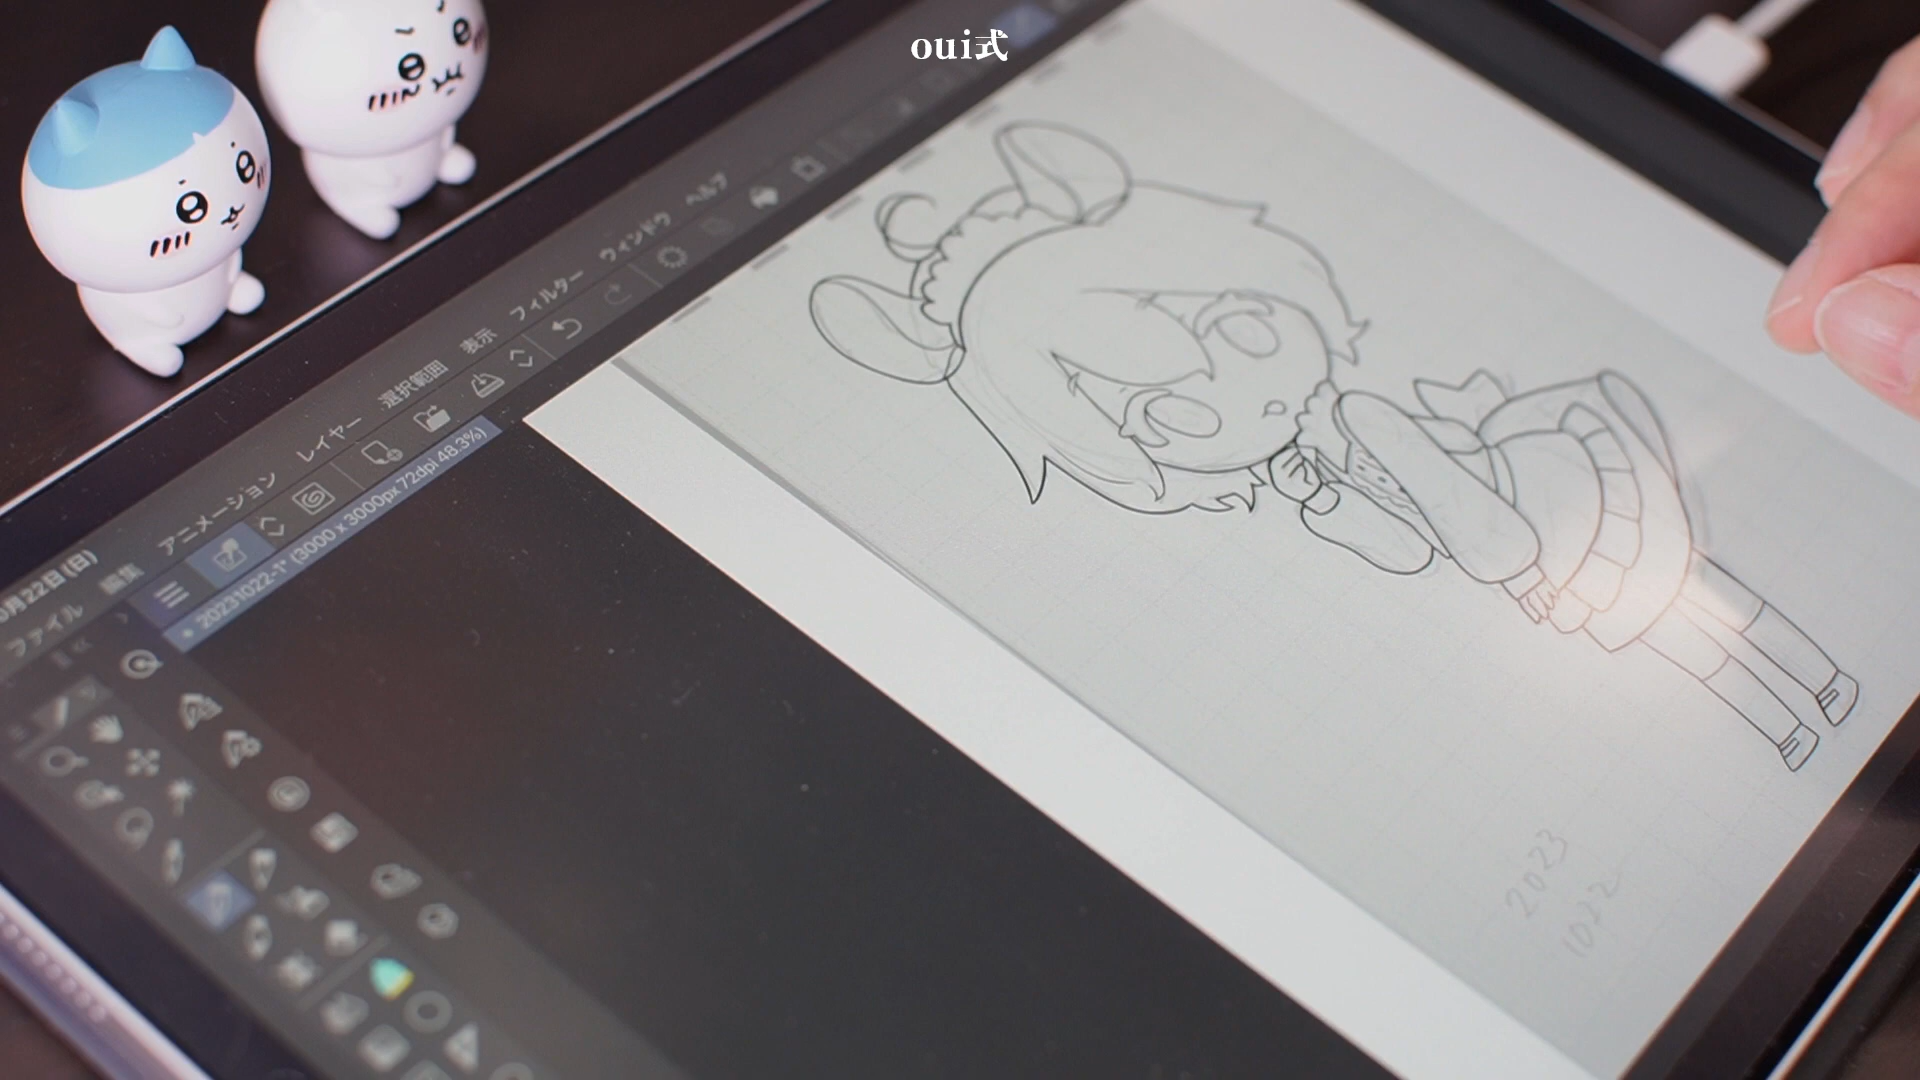 oui式
月22日(日)
ファイル 編集 アニメーション レイヤー 選択範囲 表示 フィルター ウィンドウ ヘルプ
20231022-1* (3000 x 3000px 72dpi 48.3%)
2023
1022